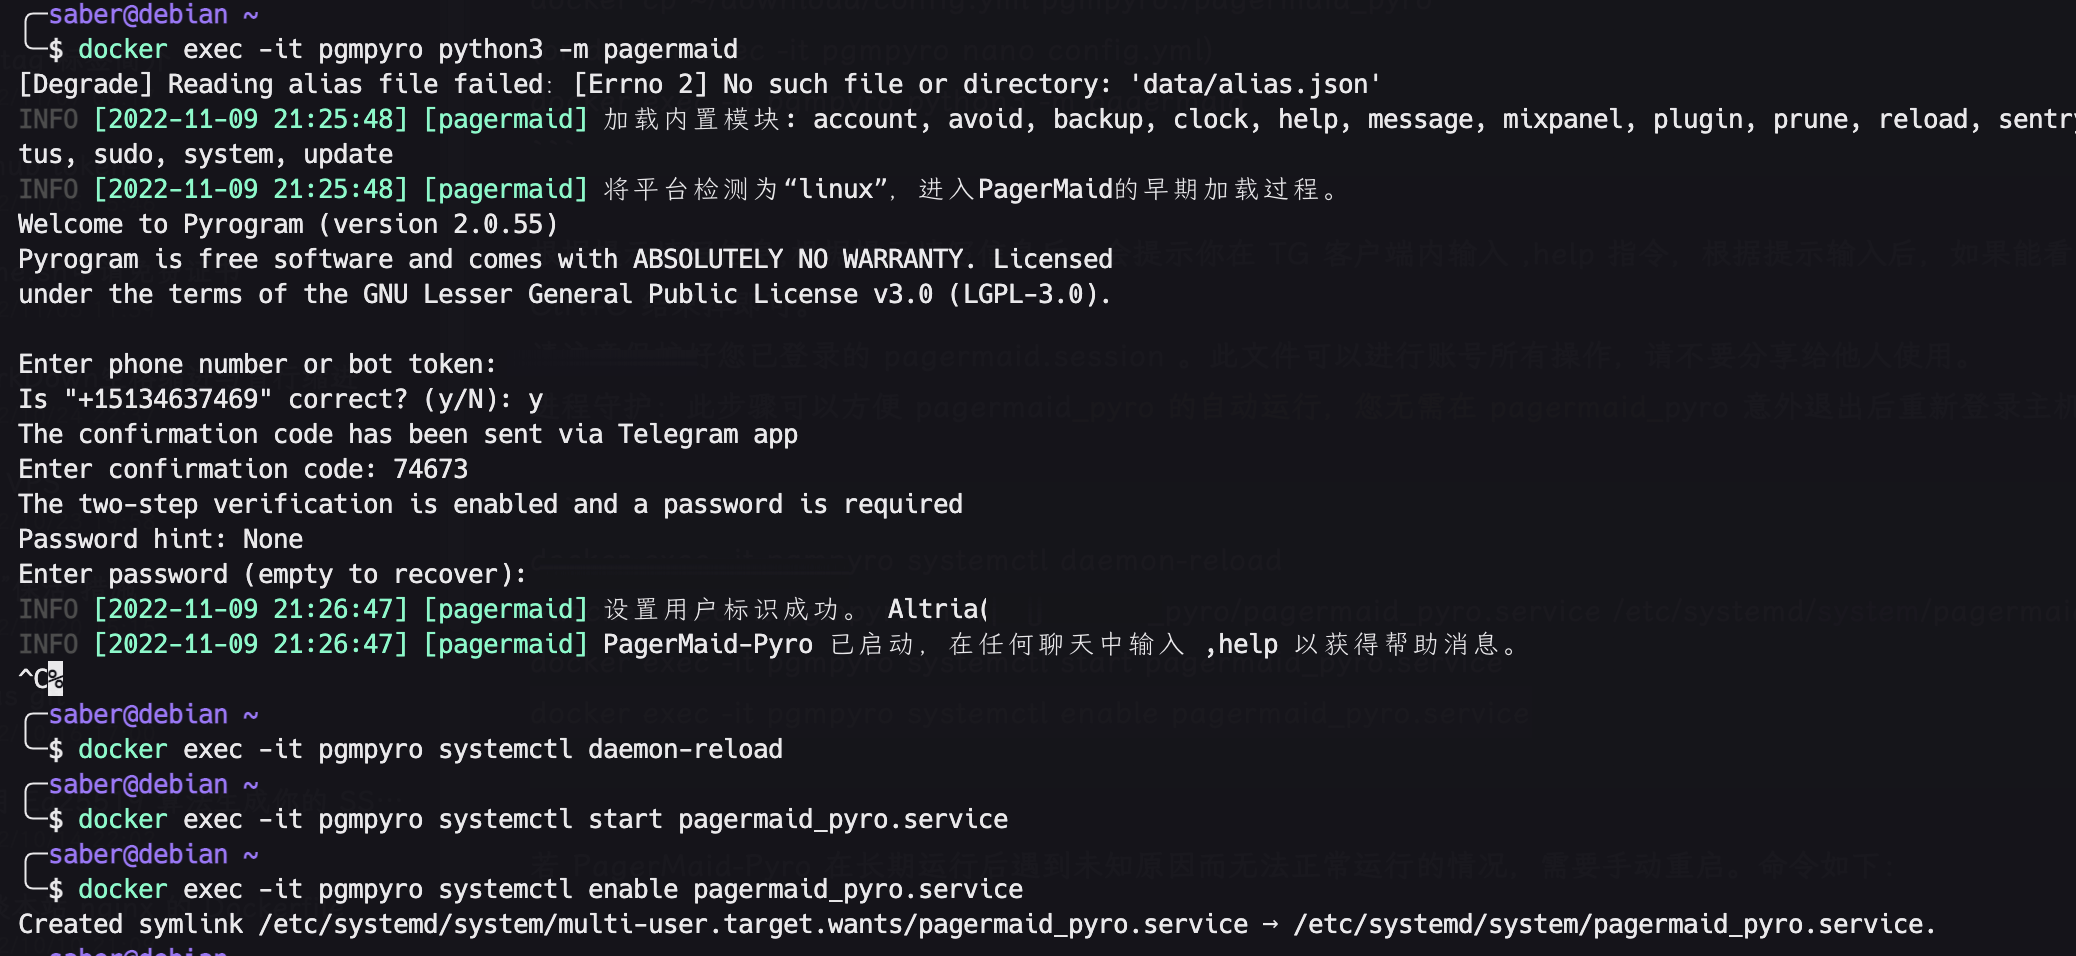 saber@debian ~
$ docker exec -it pgmpyro python3 -m pagermaid
[Degrade] Reading alias file failed: [Errno 2] No such file or directory: 'data/alias.json'
INFO [2022-11-09 21:25:48] [pagermaid] 加载内置模块: account, avoid, backup, clock, help, message, mixpanel, plugin, prune, reload, sentry
tus, sudo, system, update
INFO [2022-11-09 21:25:48] [pagermaid] 将平台检测为“linux”, 进入PagerMaid的早期加载过程。
Welcome to Pyrogram (version 2.0.55)
Pyrogram is free software and comes with ABSOLUTELY NO WARRANTY. Licensed
under the terms of the GNU Lesser General Public License v3.0 (LGPL-3.0).
Enter phone number or bot token:
Is "+15134637469" correct? (y/N): y
The confirmation code has been sent via Telegram app
Enter confirmation code: 74673
The two-step verification is enabled and a password is required
Password hint: None
Enter password (empty to recover):
INFO [2022-11-09 21:26:47] [pagermaid] 设置用户标识成功。 Altria(
INFO [2022-11-09 21:26:47] [pagermaid] PagerMaid-Pyro 已启动, 在任何聊天中输入 ,help 以获得帮助消息。
^C%
saber@debian ~
$ docker exec -it pgmpyro systemctl daemon-reload
saber@debian ~
$ docker exec -it pgmpyro systemctl start pagermaid_pyro.service
saber@debian ~
$ docker exec -it pgmpyro systemctl enable pagermaid_pyro.service
Created symlink /etc/systemd/system/multi-user.target.wants/pagermaid_pyro.service → /etc/systemd/system/pagermaid_pyro.service.
saber@debian